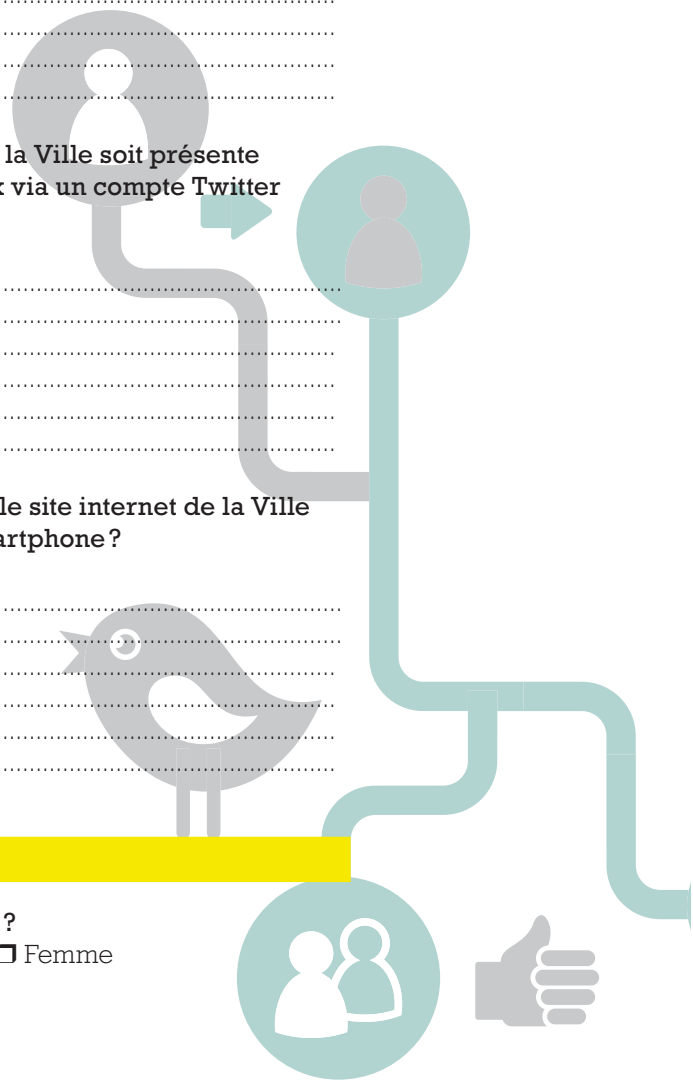 la Ville soit présente
via un compte Twitter
le site internet de la Ville
artphone ?
?
Femme